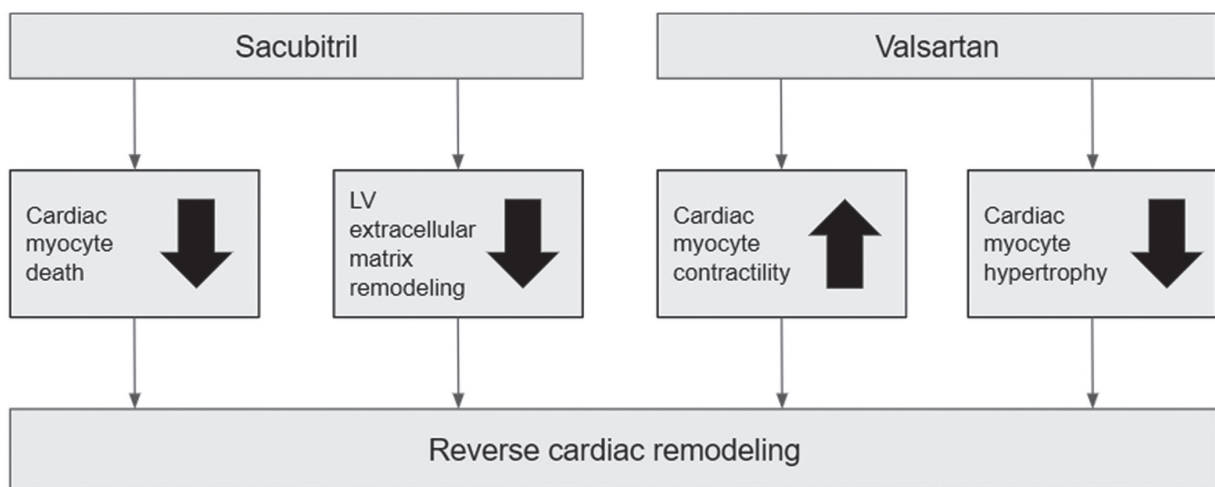 Sacubitril
Valsartan
Cardiac
myocyte
death
LV
extracellular
matrix
remodeling
Cardiac
myocyte
contractility
Cardiac
myocyte
hypertrophy
Reverse cardiac remodeling